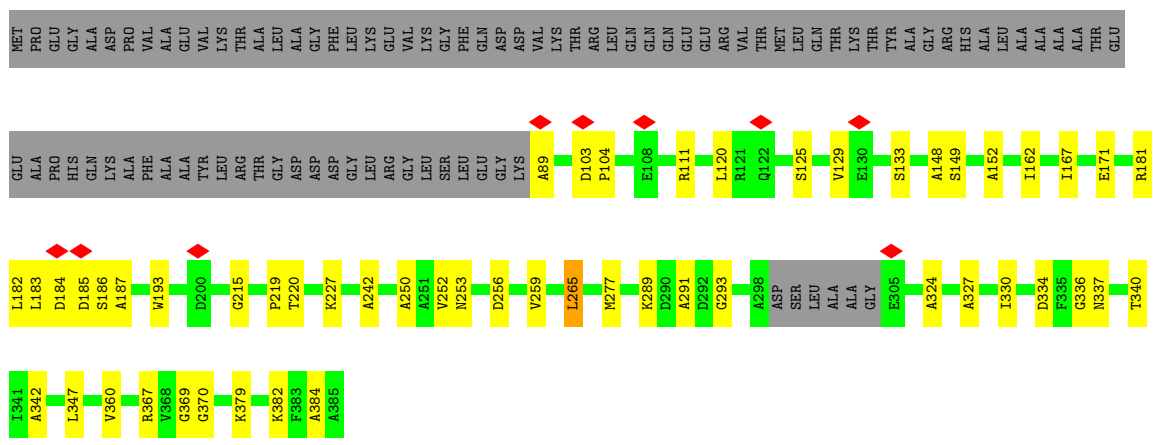 MET PRO GLU GLY ALA ASP PRO VAL ALA GLU VAL LYS THR ALA LEU ALA GLY PHE LEU LYS GLU VAL LYS GLY PHE GLN ASP ASP VAL LYS THR ARG LEU GLN GLN GLN GLU GLU ARG VAL THR MET LEU GLN THR LYS THR TYR ALA GLY ARG HIS ALA LEU ALA ALA ALA ALA THR GLU
GLU ALA PRO HIS GLN LYS ALA PHE ALA ALA TYR LEU ARG THR GLY ASP ASP ASP GLY LEU ARG GLY LEU SER LEU GLU GLY LYS A89 D103 P104 E108 R111 L120 R121 Q122 S125 V129 E130 S133 A148 S149 A152 I162 I167 E171 R181
L182 L183 D184 D185 S186 A187 W193 D200 G215 P219 T220 K227 A242 A250 A251 V252 N253 D256 V259 L265 M277 K289 D290 A291 D292 G293 A298 ASP SER LEU ALA ALA GLY E305 A324 A327 I330 D334 F335 G336 N337 T340
I341 A342 L347 V360 R367 V368 G369 G370 K379 K382 F383 A384 A385